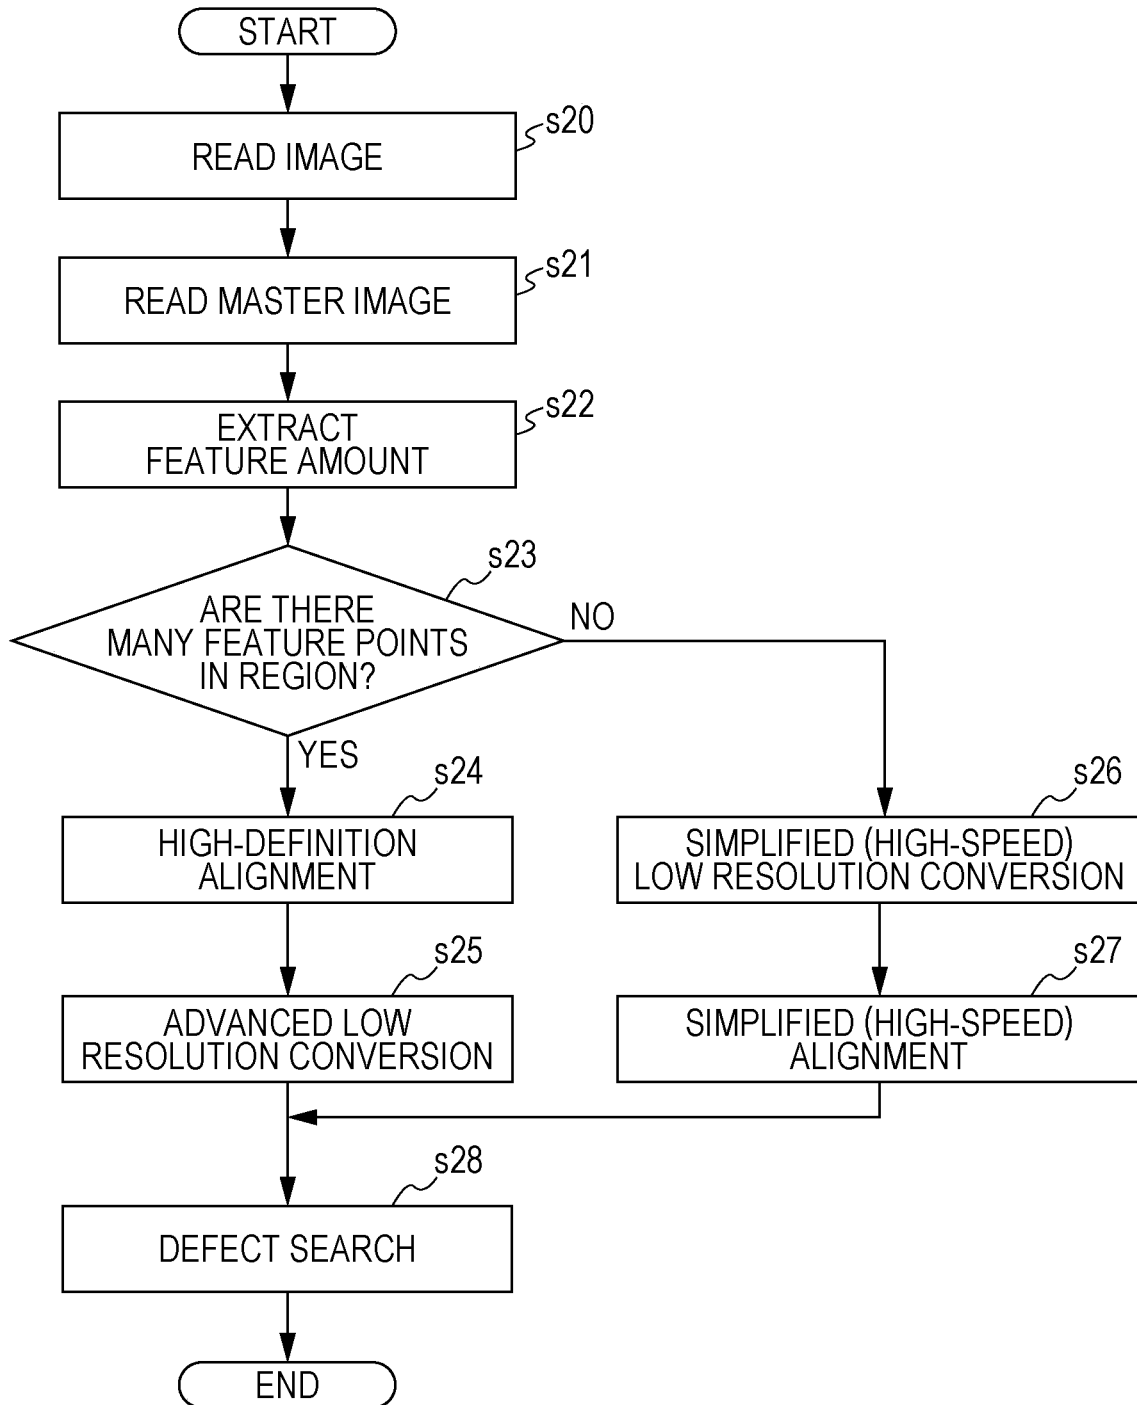 START
s20
READ IMAGE
s21
READ MASTER IMAGE
s22
EXTRACT
FEATURE AMOUNT
s23
ARE THERE
MANY FEATURE POINTS
IN REGION?
NO
YES
s24
HIGH-DEFINITION
ALIGNMENT
s26
SIMPLIFIED (HIGH-SPEED)
LOW RESOLUTION CONVERSION
s25
ADVANCED LOW
RESOLUTION CONVERSION
s27
SIMPLIFIED (HIGH-SPEED)
ALIGNMENT
s28
DEFECT SEARCH
END